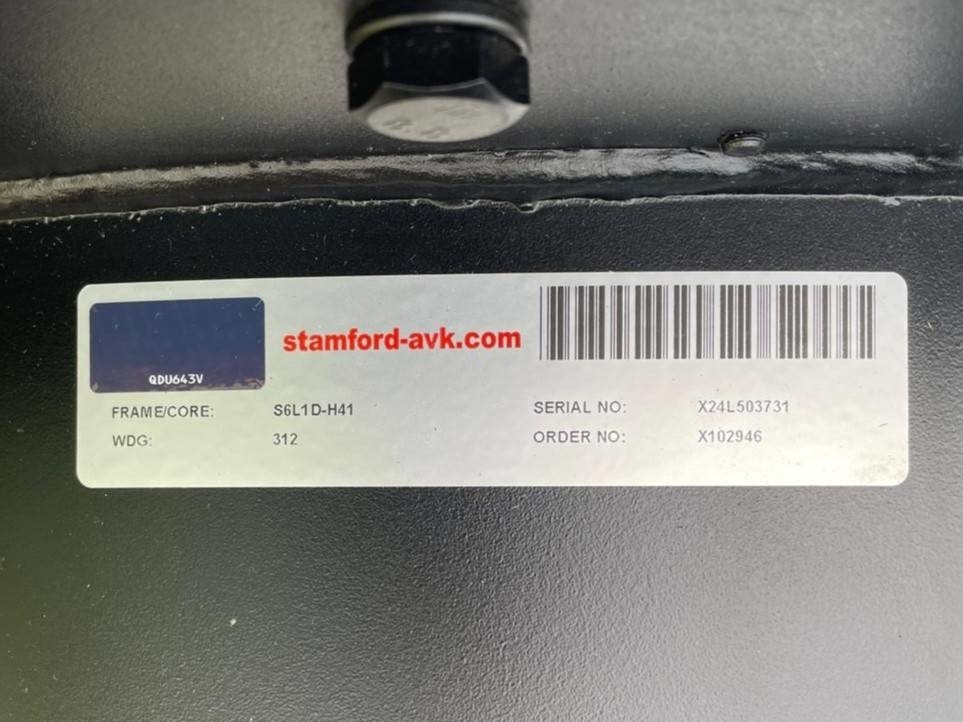 stamford-avk.com
QDU643V
FRAME/CORE: S6L1D-H41
SERIAL NO: X24L503731
WDG: 312
ORDER NO: X102946